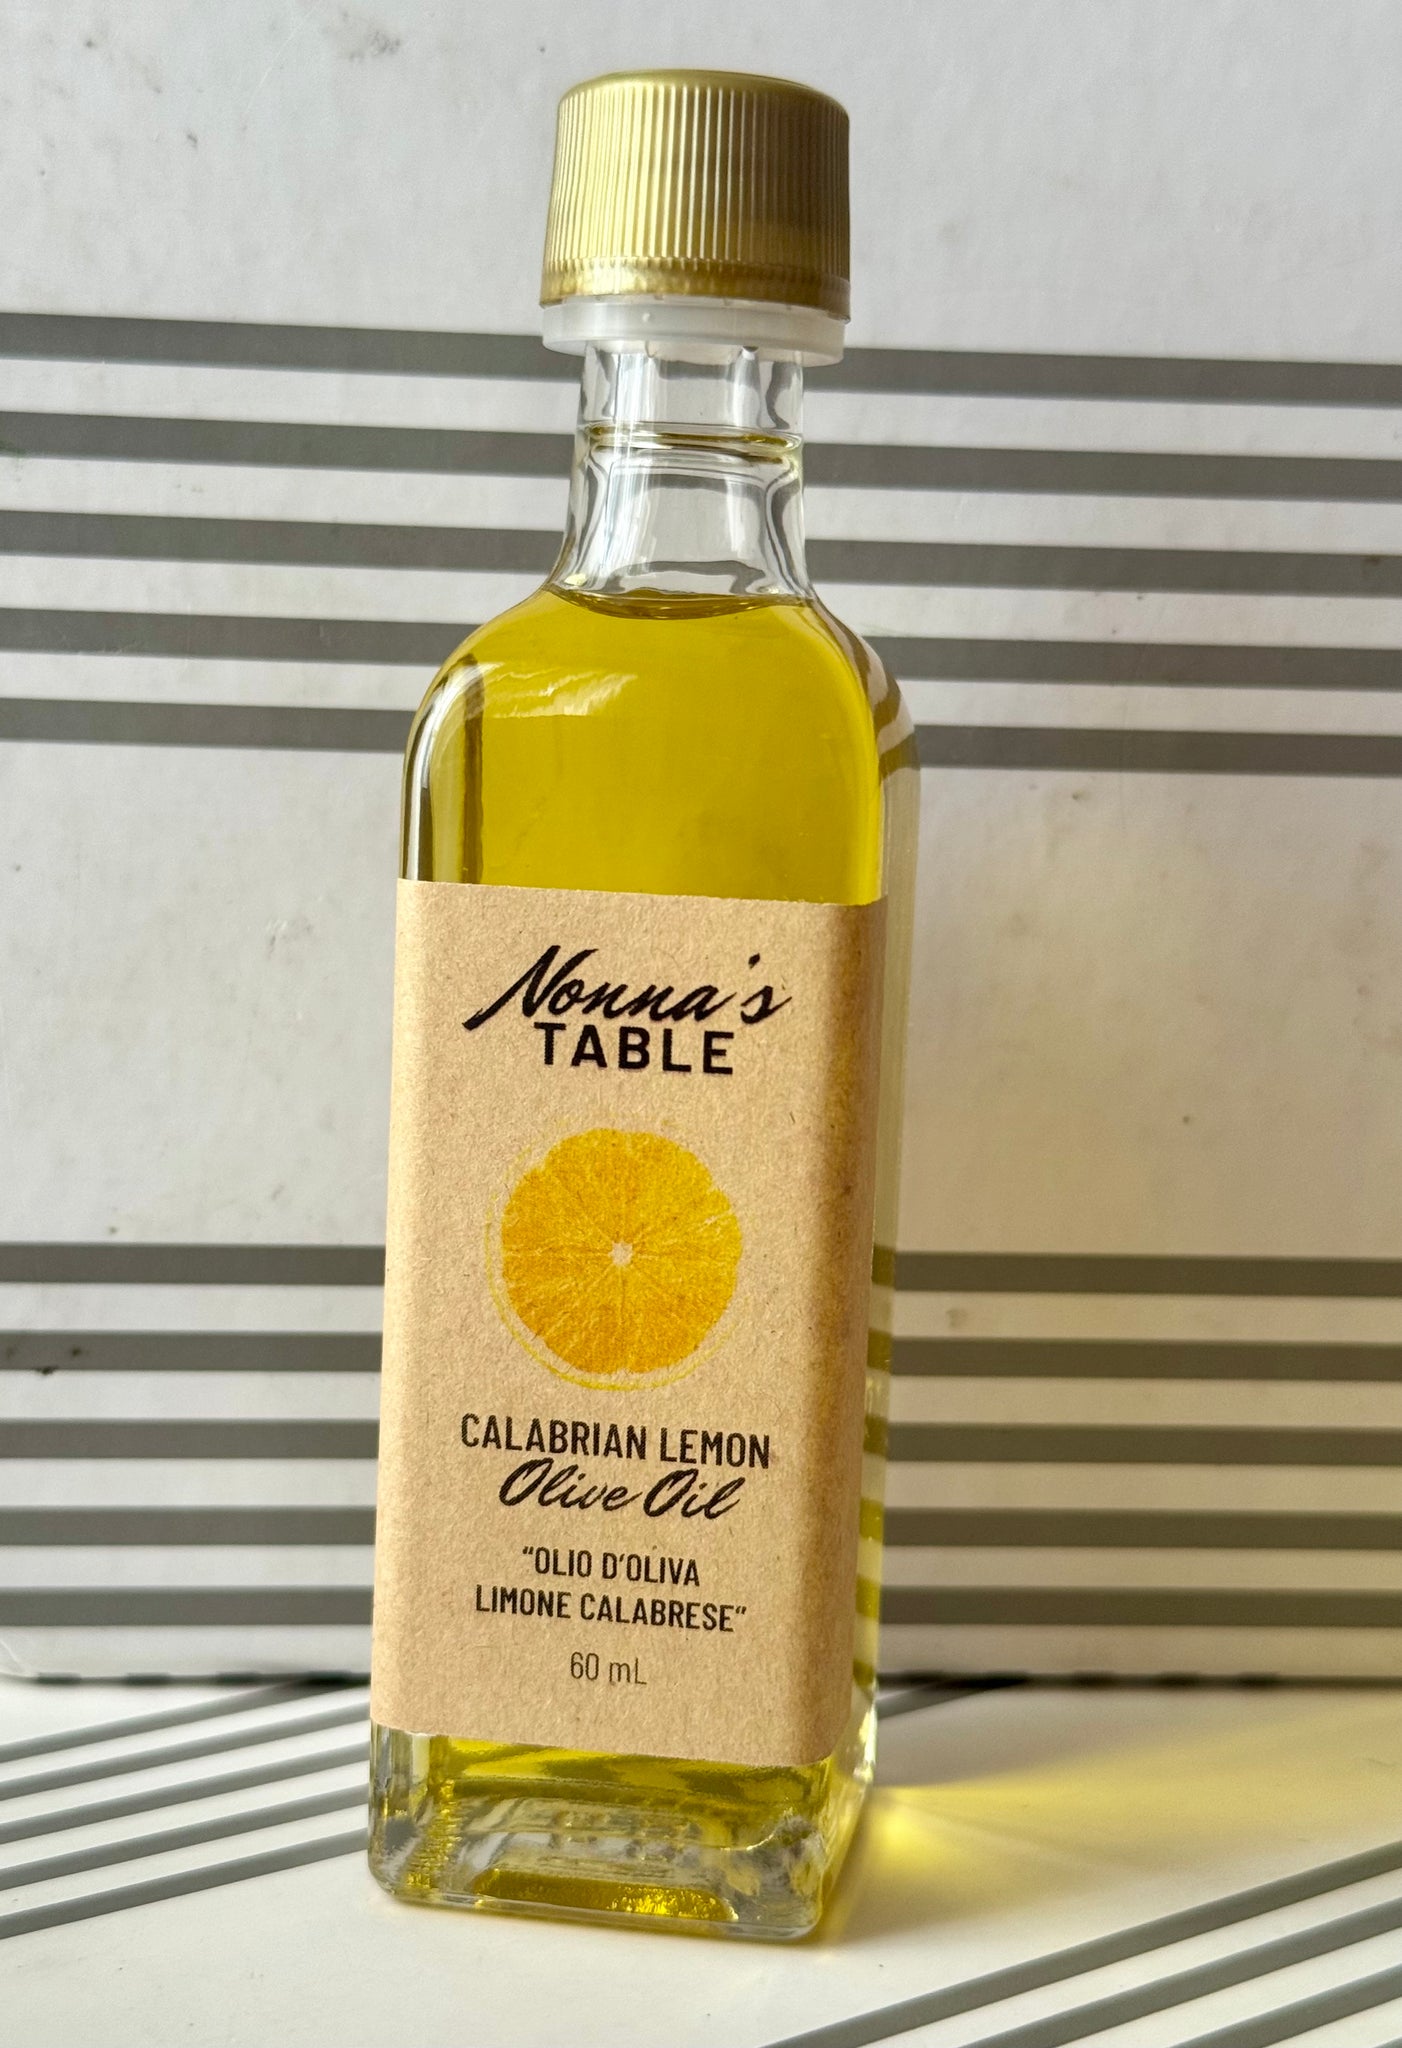 Nonna's
TABLE
CALABRIAN LEMON
Olive Oil
“OLIO D’OLIVA
LIMONE CALABRESE”
60 mL